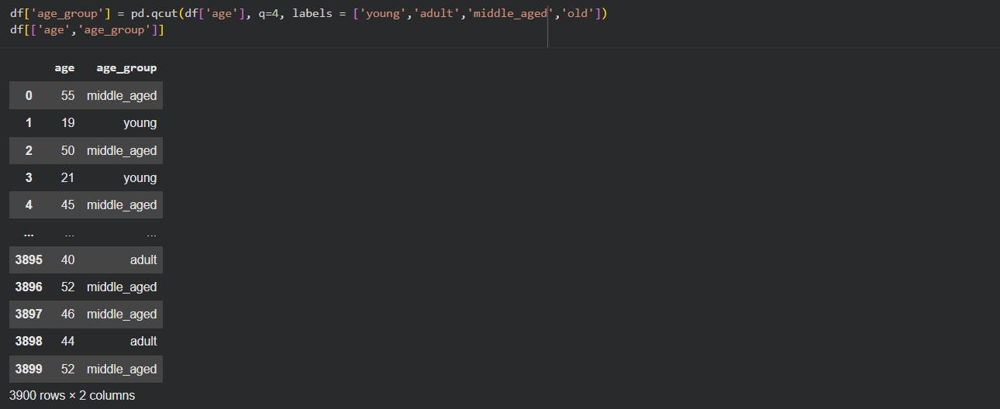 df['age_group'] = pd.qcut(df['age'], q=4, labels = ['young','adult','middle_aged','old'])
df[['age','age_group']]
age age_group
0 55 middle_aged
1 19 young
2 50 middle_aged
3 21 young
4 45 middle_aged
... ... ...
3895 40 adult
3896 52 middle_aged
3897 46 middle_aged
3898 44 adult
3899 52 middle_aged
3900 rows × 2 columns